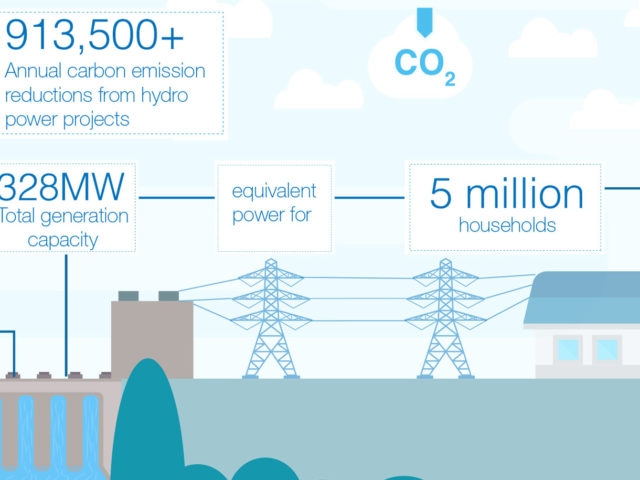 913,500+
Annual carbon emission
reductions from hydro
power projects
CO2
328MW
Total generation
capacity
equivalent
power for
5 million
households